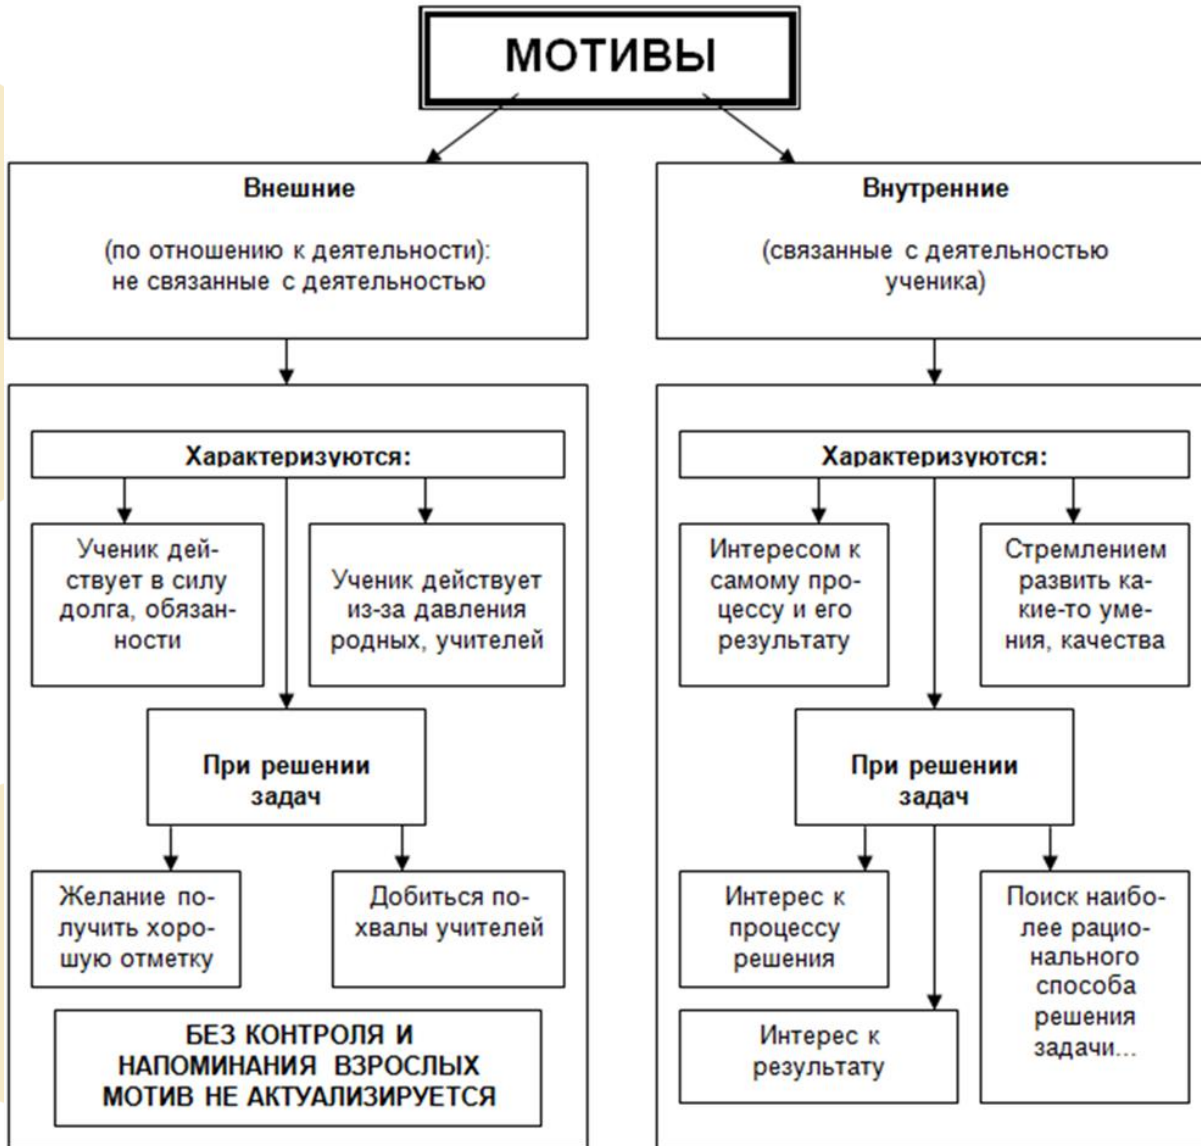 МОТИВЫ
Внешние
(по отношению к деятельности):
не связанные с деятельностью
Внутренние
(связанные с деятельностью
ученика)
Характеризуются:
Ученик дей-
ствует в силу
долга, обязан-
ности
Ученик действует
из-за давления
родных, учителей
При решении
задач
Желание по-
лучить хоро-
шую отметку
Добиться по-
хвалы учителей
БЕЗ КОНТРОЛЯ И
НАПОМИНАНИЯ ВЗРОСЛЫХ
МОТИВ НЕ АКТУАЛИЗИРУЕТСЯ
Характеризуются:
Интересом к
самому про-
цессу и его
результату
Стремлением
развить ка-
кие-то уме-
ния, качества
При решении
задач
Интерес к
процессу
решения
Интерес к
результату
Поиск наибо-
лее рацио-
нального
способа
решения
задачи...